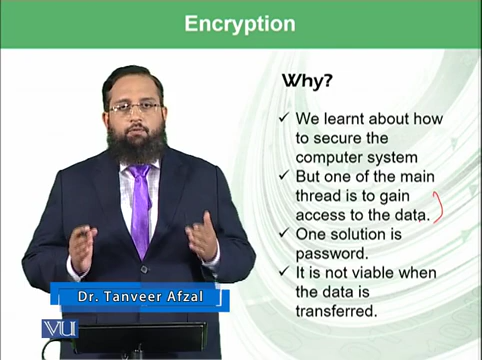 Encryption
Why?
✓ We learnt about how
to secure the
computer system
✓ But one of the main
thread is to gain
access to the data.
✓ One solution is
password.
✓ It is not viable when
the data is
transferred.
Dr. Tanveer Afzal
VU